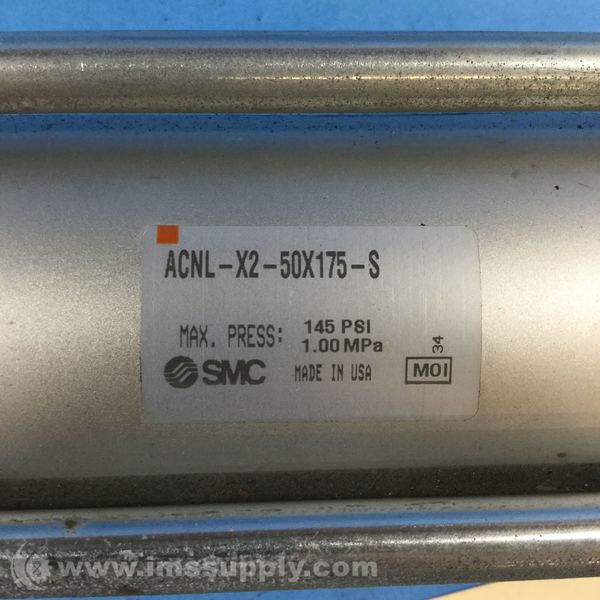 ACNL-X2-50X175-S
MAX. PRESS: 145 PSI
1.00 MPa
SMC MADE IN USA MOI 34
www.imssupply.com